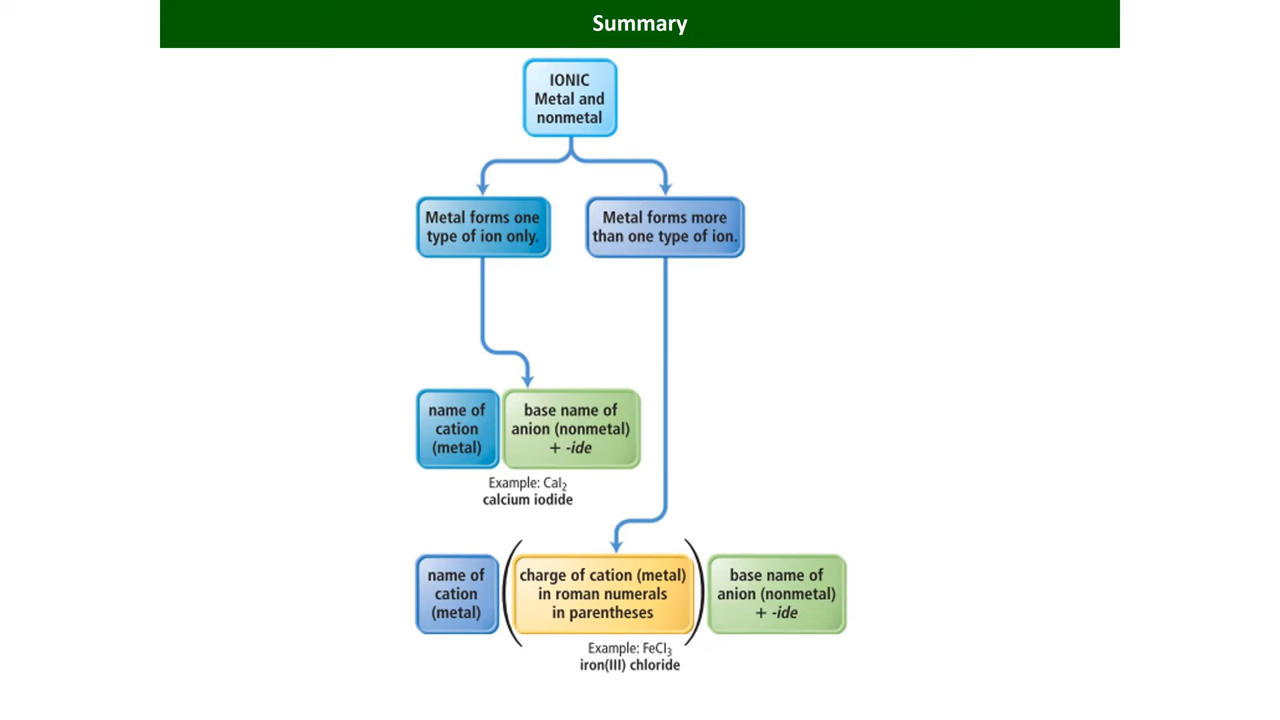 Summary
IONIC
Metal and
nonmetal
Metal forms one
type of ion only.
Metal forms more
than one type of ion.
name of
cation
(metal)
base name of
anion (nonmetal)
+ -ide
Example: CaI₂
calcium iodide
name of
cation
(metal)
(charge of cation (metal)
in roman numerals
in parentheses)
base name of
anion (nonmetal)
+ -ide
Example: FeCl₃
iron(III) chloride